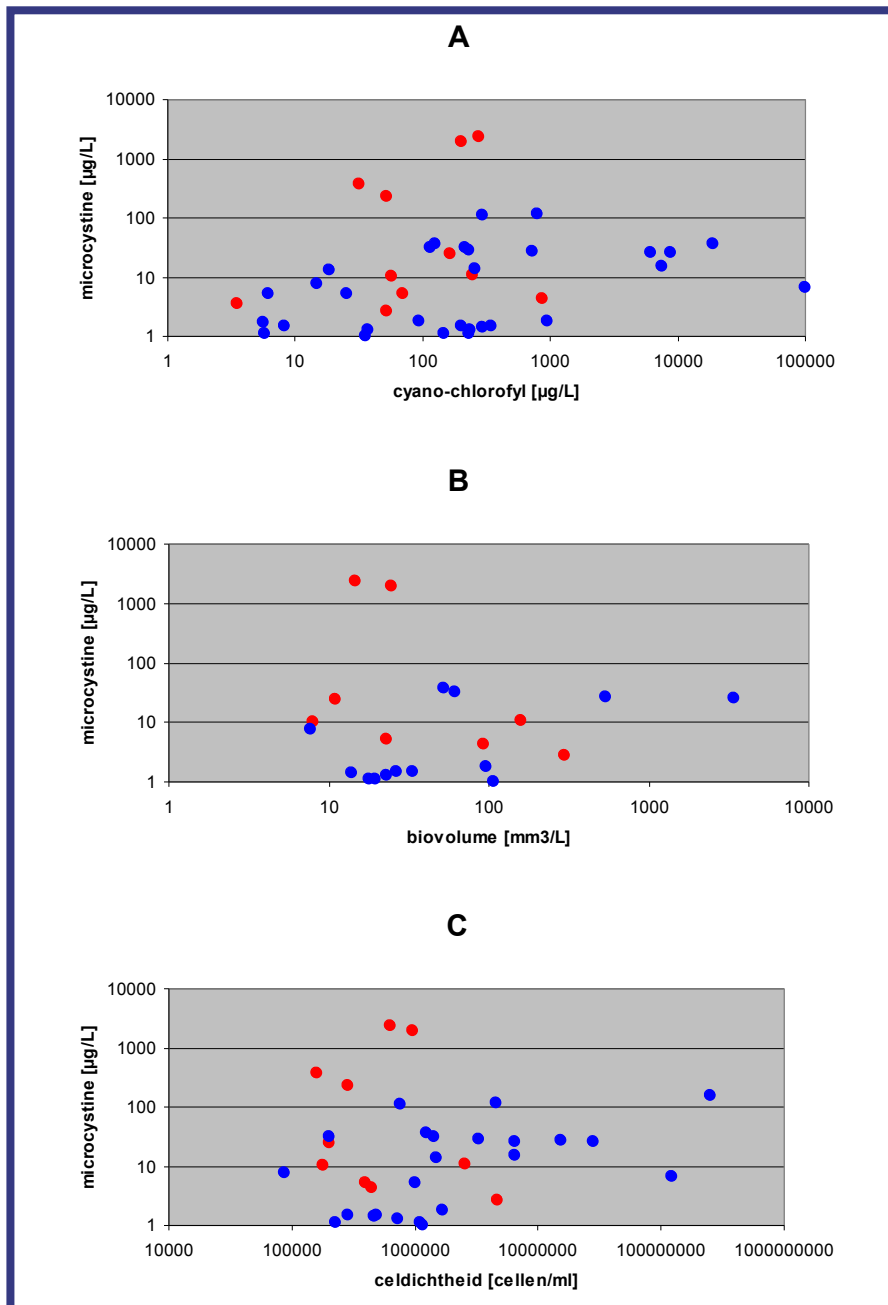 A
10000
1000
100
10
1
microcystine [µg/L]
1 10 100 1000 10000 100000
cyano-chlorofyl [µg/L]
B
10000
1000
100
10
1
microcystine [µg/L]
1 10 100 1000 10000
biovolume [mm3/L]
C
10000
1000
100
10
1
microcystine [µg/L]
10000 100000 1000000 10000000 100000000 1000000000
celdichtheid [cellen/ml]